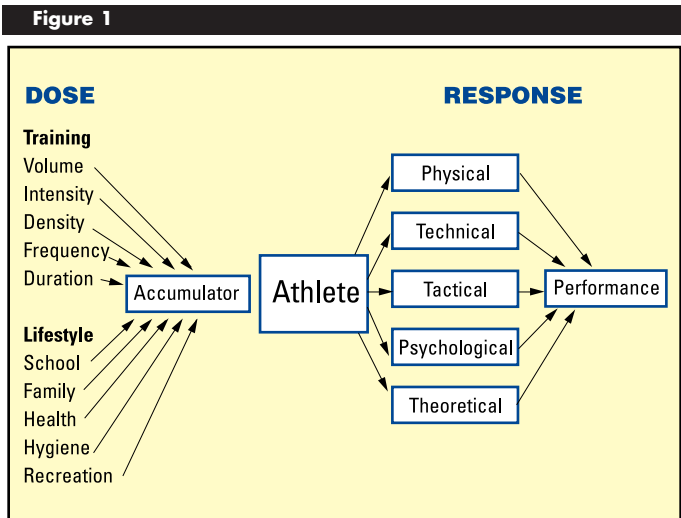 Figure 1
DOSE
Training
Volume
Intensity
Density
Frequency
Duration
Lifestyle
School
Family
Health
Hygiene
Recreation
Accumulator
Athlete
RESPONSE
Physical
Technical
Tactical
Psychological
Theoretical
Performance